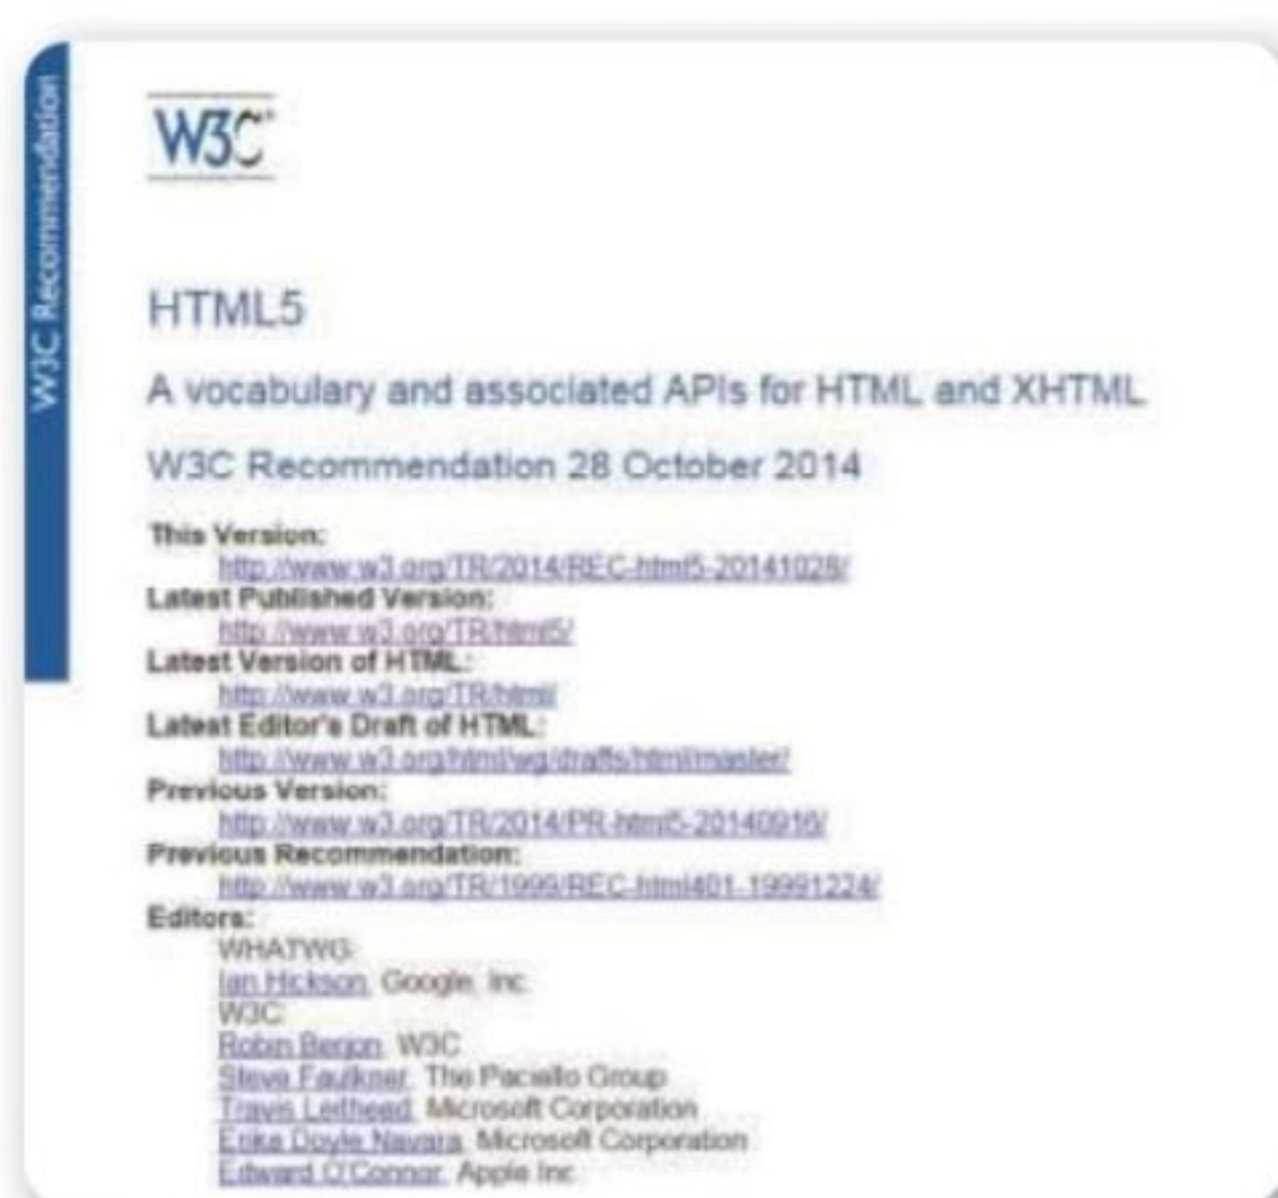 W3C Recommendation
W3C
HTML5
A vocabulary and associated APIs for HTML and XHTML
W3C Recommendation 28 October 2014
This Version:
http://www.w3.org/TR/2014/REC-html5-20141028/
Latest Published Version:
http://www.w3.org/TR/html5/
Latest Version of HTML:
http://www.w3.org/TR/html/
Latest Editor's Draft of HTML:
http://www.w3.org/html/wg/drafts/html/master/
Previous Version:
http://www.w3.org/TR/2014/PR-html5-20140916/
Previous Recommendation:
http://www.w3.org/TR/1999/REC-html401-19991224/
Editors:
WHATWG:
Ian Hickson, Google, Inc.
W3C:
Robin Berjon, W3C
Steve Faulkner, The Paciello Group
Travis Leithead, Microsoft Corporation
Erika Doyle Navara, Microsoft Corporation
Edward O'Connor, Apple Inc.